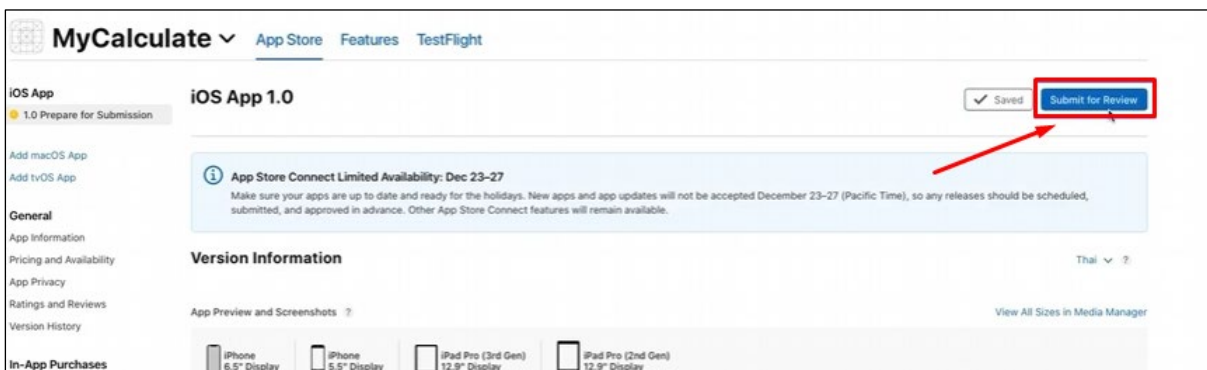 MyCalculate App Store Features TestFlight
iOS App
1.0 Prepare for Submission
Add macOS App
Add tvOS App
General
App Information
Pricing and Availability
App Privacy
Ratings and Reviews
Version History
In-App Purchases
iOS App 1.0
Saved Submit for Review
App Store Connect Limited Availability: Dec 23–27
Make sure your apps are up to date and ready for the holidays. New apps and app updates will not be accepted December 23–27 (Pacific Time), so any releases should be scheduled,
submitted, and approved in advance. Other App Store Connect features will remain available.
Version Information
Thai ?
App Preview and Screenshots ?
View All Sizes in Media Manager
iPhone
6.5" Display
iPhone
5.5" Display
iPad Pro (3rd Gen)
12.9" Display
iPad Pro (2nd Gen)
12.9" Display